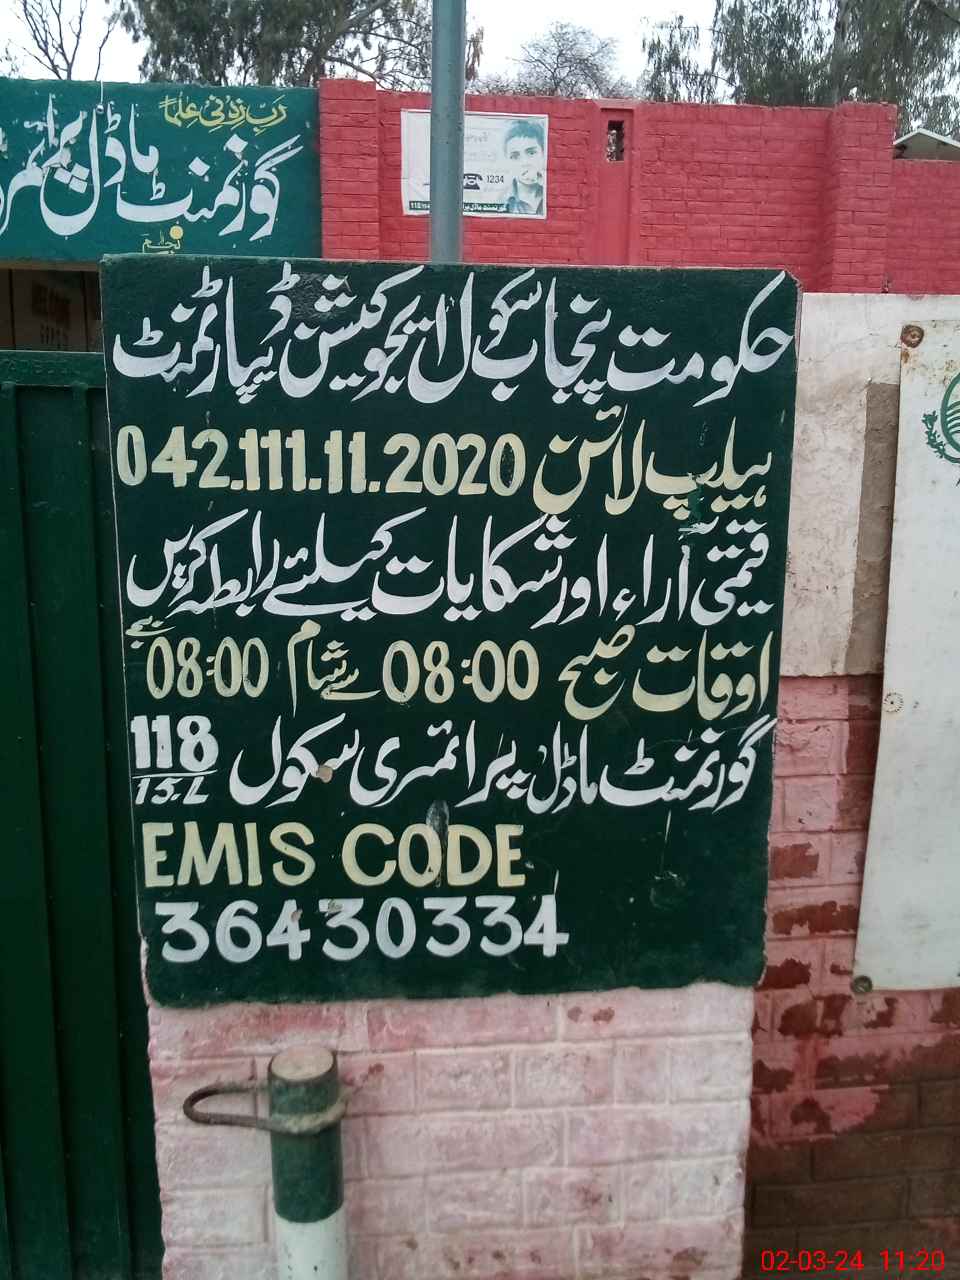 رَبِّ زِدْنِی عِلْماً
گورنمنٹ ماڈل پرائمر
1234
حکومت پنجاب سکول ایجوکیشن ڈیپارٹمنٹ
ہیلپ لائن 042.111.11.2020
قیمتی آراء اور شکایات کیلئے رابطہ کریں
اوقات صبح 08:00 سے شام 08:00 بجے
گورنمنٹ ماڈل پرائمری سکول 118/15.L
EMIS CODE
36430334
02-03-24 11:20